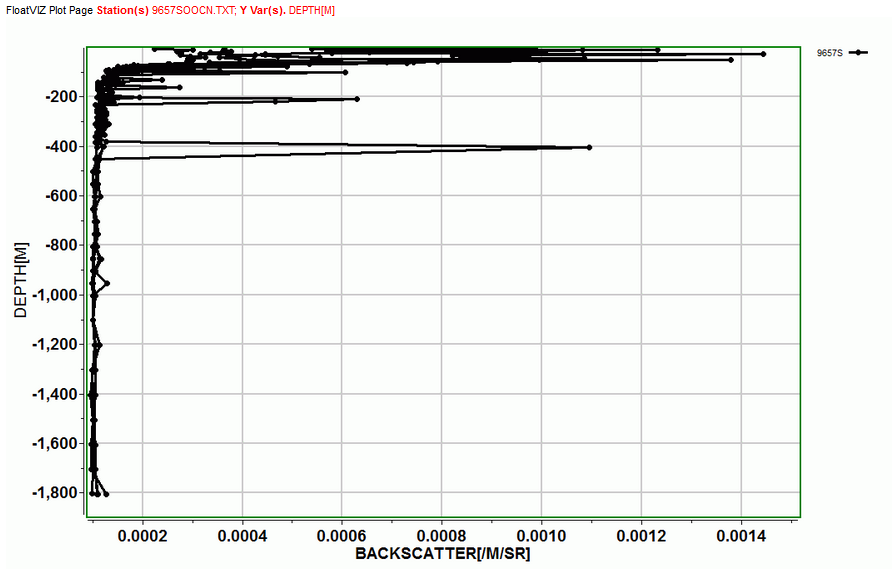 FloatVIZ Plot Page Station(s) 9657SOOCN.TXT; Y Var(s). DEPTH[M]
9657S
-200
-400
-600
-800
-1,000
-1,200
-1,400
-1,600
-1,800
DEPTH[M]
0.0002 0.0004 0.0006 0.0008 0.0010 0.0012 0.0014
BACKSCATTER[/M/SR]